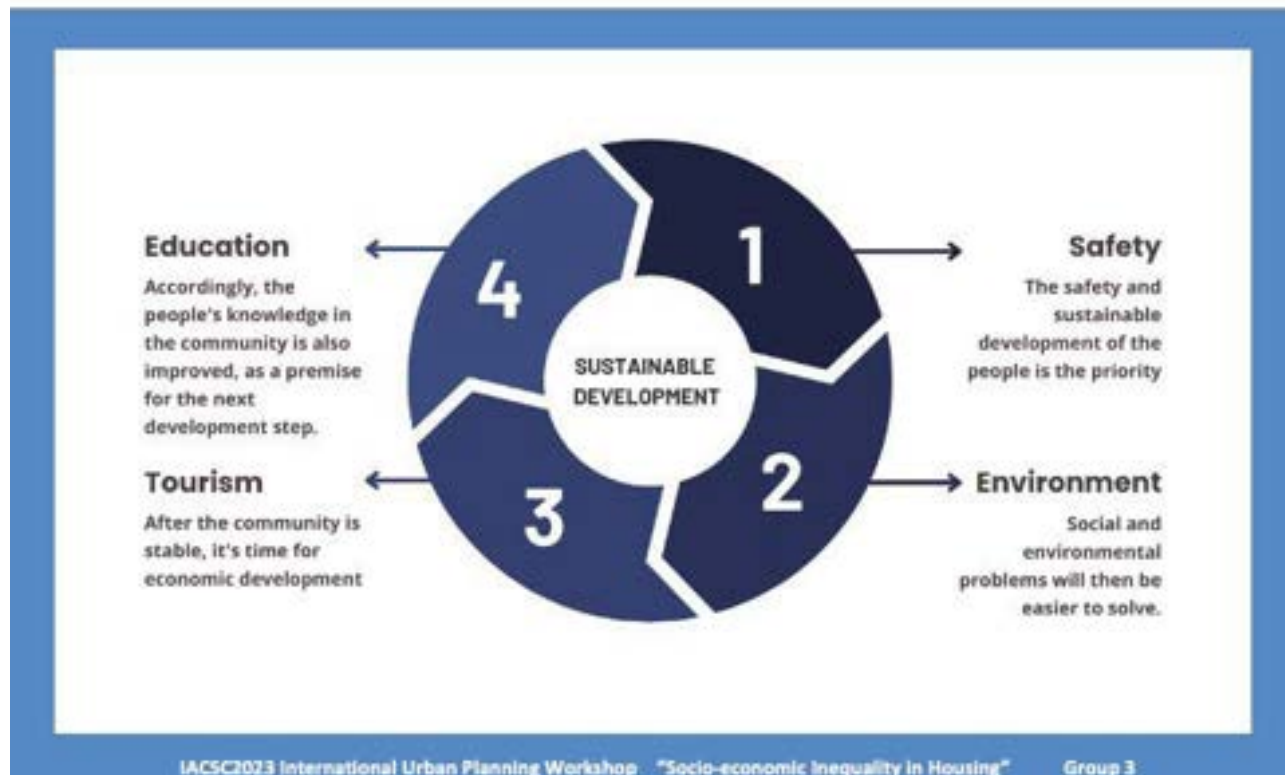 1
Safety
The safety and
sustainable
development of the
people is the priority
2
Environment
Social and
environmental
problems will then be
easier to solve.
3
Tourism
After the community is
stable, it's time for
economic development
4
Education
Accordingly, the
people's knowledge in
the community is also
improved, as a premise
for the next
development step.
SUSTAINABLE
DEVELOPMENT
IACSC2023 International Urban Planning Workshop "Socio-economic Inequality in Housing" Group 3